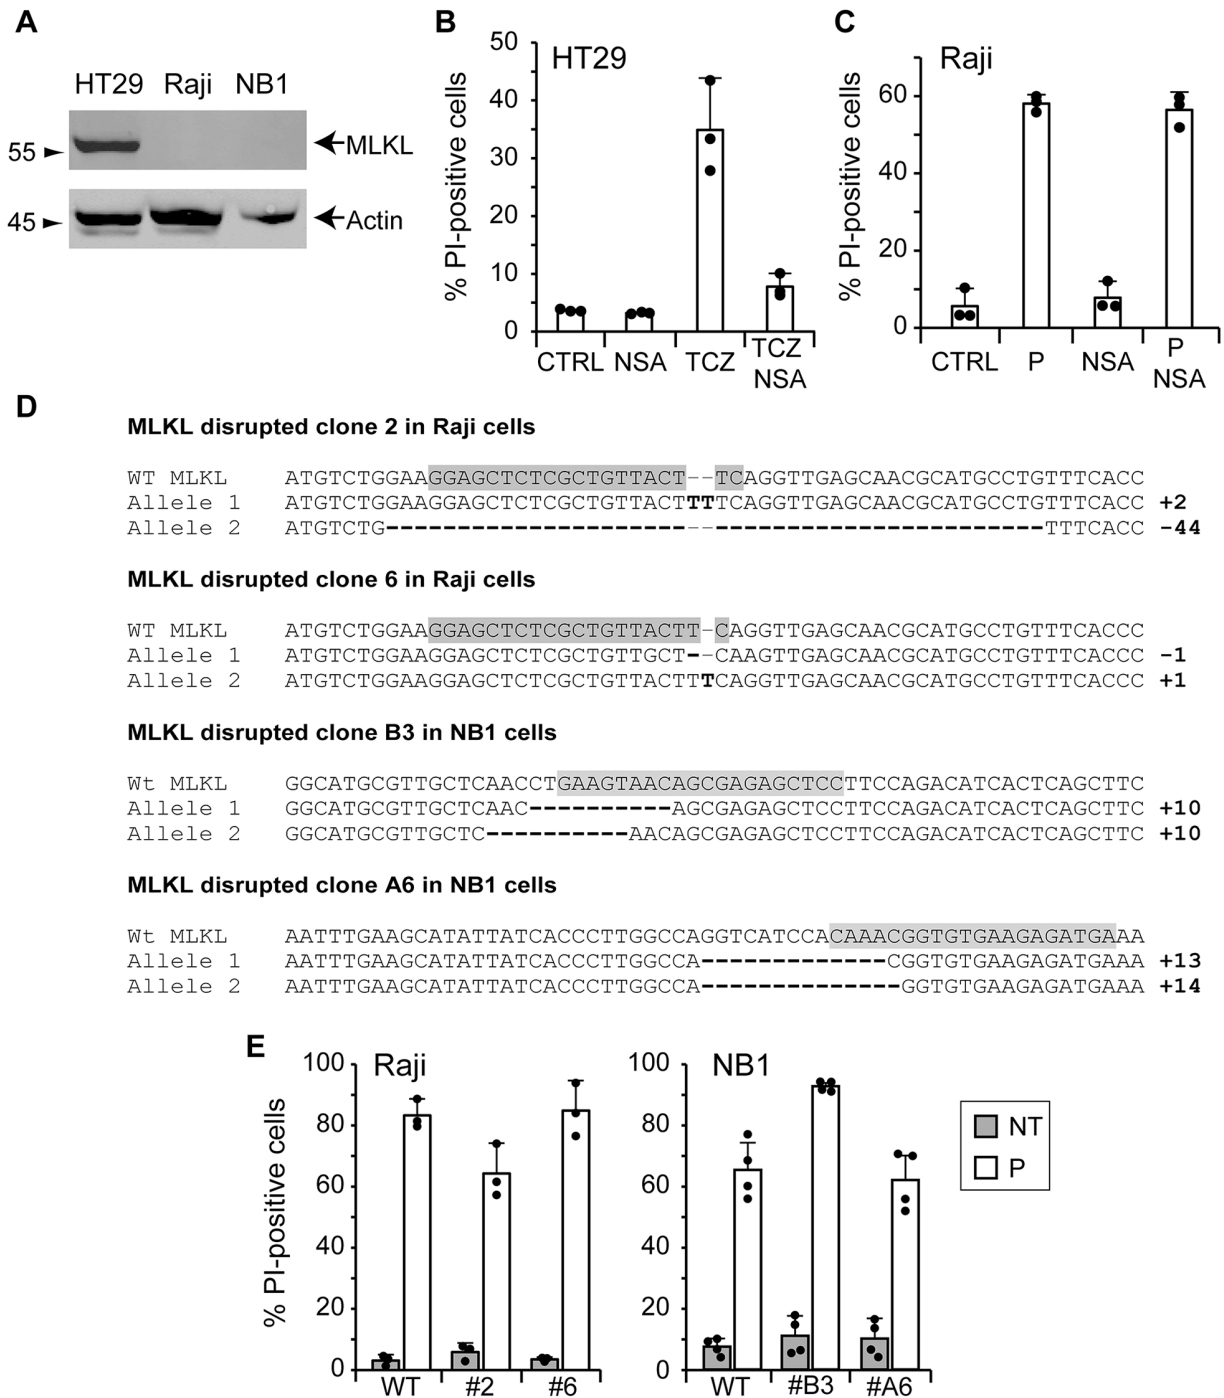 A
HT29 Raji NB1
55 MLKL
45 Actin
B
HT29
% PI-positive cells
50
40
30
20
10
0
CTRL NSA TCZ TCZ
NSA
C
Raji
% PI-positive cells
60
40
20
0
CTRL P NSA P
NSA
D
MLKL disrupted clone 2 in Raji cells
WT MLKL ATGTCTGGAAGGAGCTCTCGCTGTTACT--TCAGGTTGAGCAACGCATGCCTGTTTCACC
Allele 1 ATGTCTGGAAGGAGCTCTCGCTGTTACTTTTCAGGTTGAGCAACGCATGCCTGTTTCACC +2
Allele 2 ATGTCTG----------------------------------------------TTTCACC -44
MLKL disrupted clone 6 in Raji cells
WT MLKL ATGTCTGGAAGGAGCTCTCGCTGTTACTT-CAGGTTGAGCAACGCATGCCTGTTTCACCC
Allele 1 ATGTCTGGAAGGAGCTCTCGCTGTTGCT--CAAGTTGAGCAACGCATGCCTGTTTCACCC -1
Allele 2 ATGTCTGGAAGGAGCTCTCGCTGTTACTTTCAGGTTGAGCAACGCATGCCTGTTTCACCC +1
MLKL disrupted clone B3 in NB1 cells
Wt MLKL GGCATGCGTTGCTCAACCTGAAGTAACAGCGAGAGCTCCTTCCAGACATCACTCAGCTTC
Allele 1 GGCATGCGTTGCTCAAC----------AGCGAGAGCTCCTTCCAGACATCACTCAGCTTC +10
Allele 2 GGCATGCGTTGCTC----------AACAGCGAGAGCTCCTTCCAGACATCACTCAGCTTC +10
MLKL disrupted clone A6 in NB1 cells
Wt MLKL AATTTGAAGCATATTATCACCCTTGGCCAGGTCATCCACAAACGGTGTGAAGAGATGAAA
Allele 1 AATTTGAAGCATATTATCACCCTTGGCCA-------------CGGTGTGAAGAGATGAAA +13
Allele 2 AATTTGAAGCATATTATCACCCTTGGCCA--------------GGTGTGAAGAGATGAAA +14
E
Raji
% PI-positive cells
100
80
60
40
20
0
WT #2 #6
NB1
100
80
60
40
20
0
WT #B3 #A6
NT
P